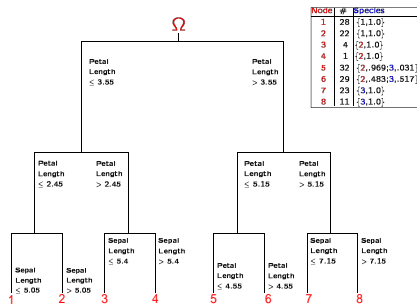 Ω
Node # Species
1 28 {1,1.0}
2 22 {1,1.0}
3 4 {2,1.0}
4 1 {2,1.0}
5 32 {2,.969;3,.031}
6 29 {2,.483;3,.517}
7 23 {3,1.0}
8 11 {3,1.0}
Petal
Length
≤ 3.55
Petal
Length
> 3.55
Petal
Length
≤ 2.45
Petal
Length
> 2.45
Petal
Length
≤ 5.15
Petal
Length
> 5.15
Sepal
Length
≤ 5.05
Sepal
Length
> 5.05
Sepal
Length
≤ 5.4
Sepal
Length
> 5.4
Petal
Length
≤ 4.55
Petal
Length
> 4.55
Sepal
Length
≤ 7.15
Sepal
Length
> 7.15
1 2 3 4 5 6 7 8